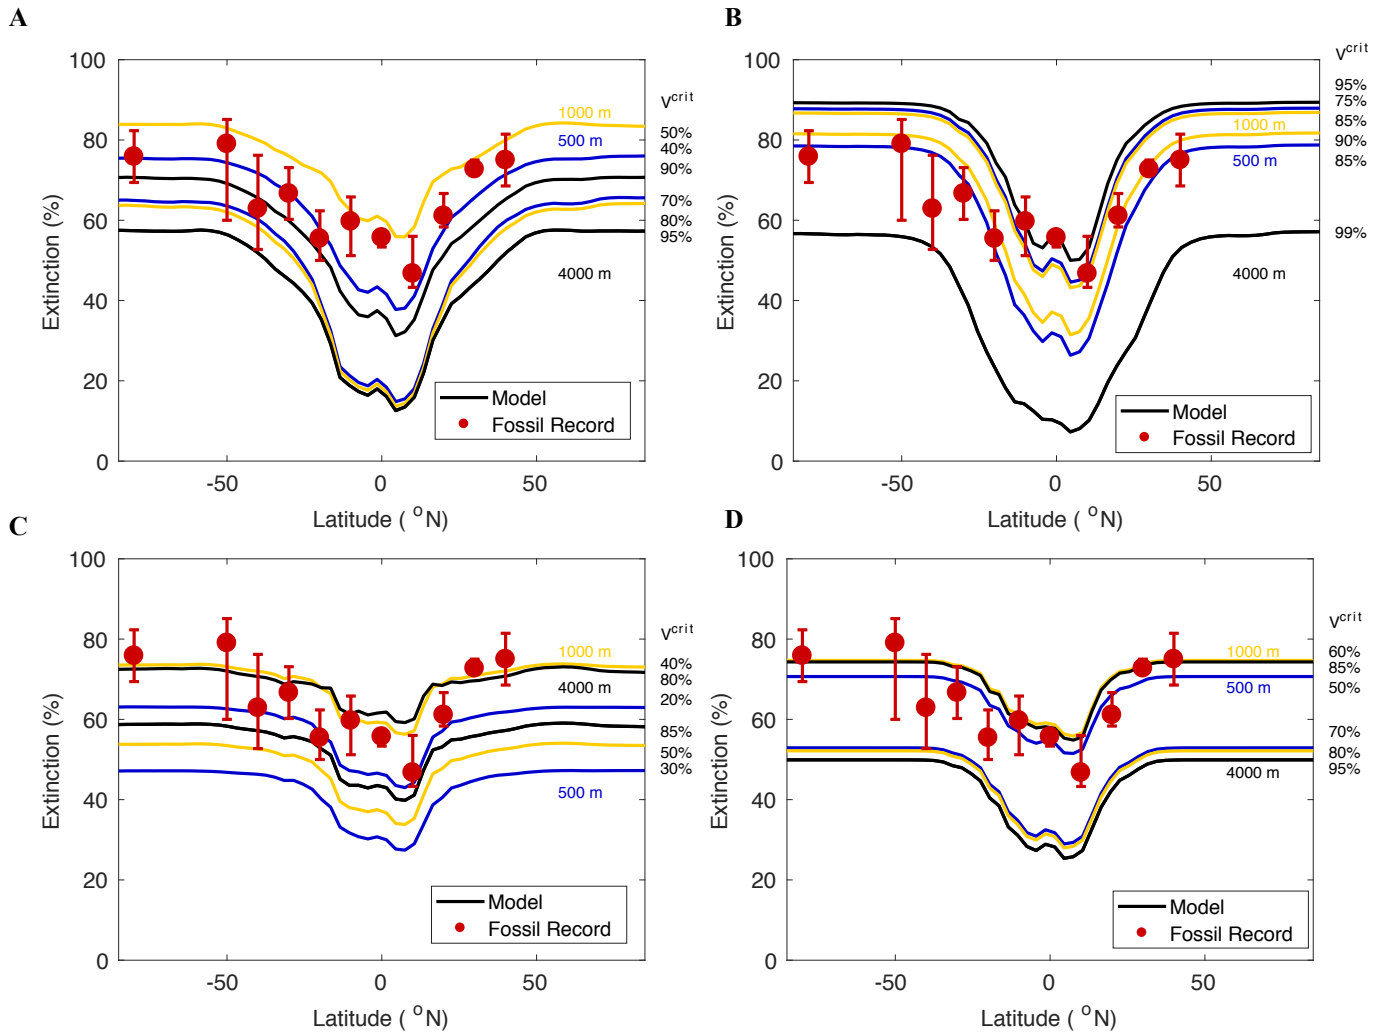 A
100
80
60
40
20
0
Extinction (%)
-50
0
50
Latitude ( °N)
1000 m
500 m
4000 m
Vcrit
50%
40%
90%
70%
80%
95%
Model
Fossil Record
B
100
80
60
40
20
0
Extinction (%)
-50
0
50
Latitude ( °N)
1000 m
500 m
4000 m
Vcrit
95%
75%
85%
90%
85%
99%
Model
Fossil Record
C
100
80
60
40
20
0
Extinction (%)
-50
0
50
Latitude ( °N)
1000 m
4000 m
500 m
Vcrit
40%
80%
20%
85%
50%
30%
Model
Fossil Record
D
100
80
60
40
20
0
Extinction (%)
-50
0
50
Latitude ( °N)
1000 m
500 m
4000 m
Vcrit
60%
85%
50%
70%
80%
95%
Model
Fossil Record